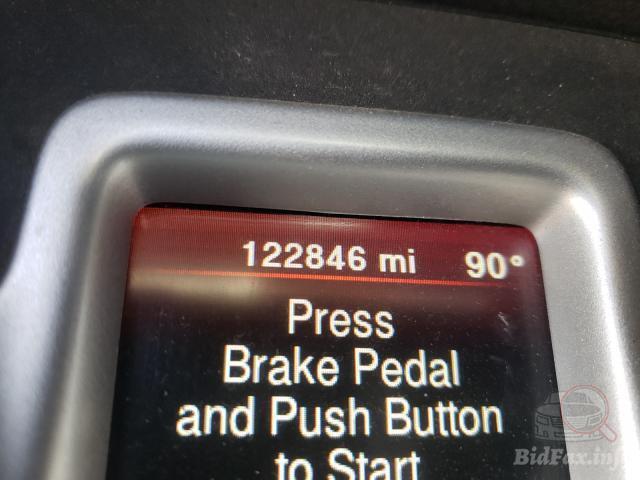 122846 mi 90°
Press
Brake Pedal
and Push Button
to Start
BidFax.info